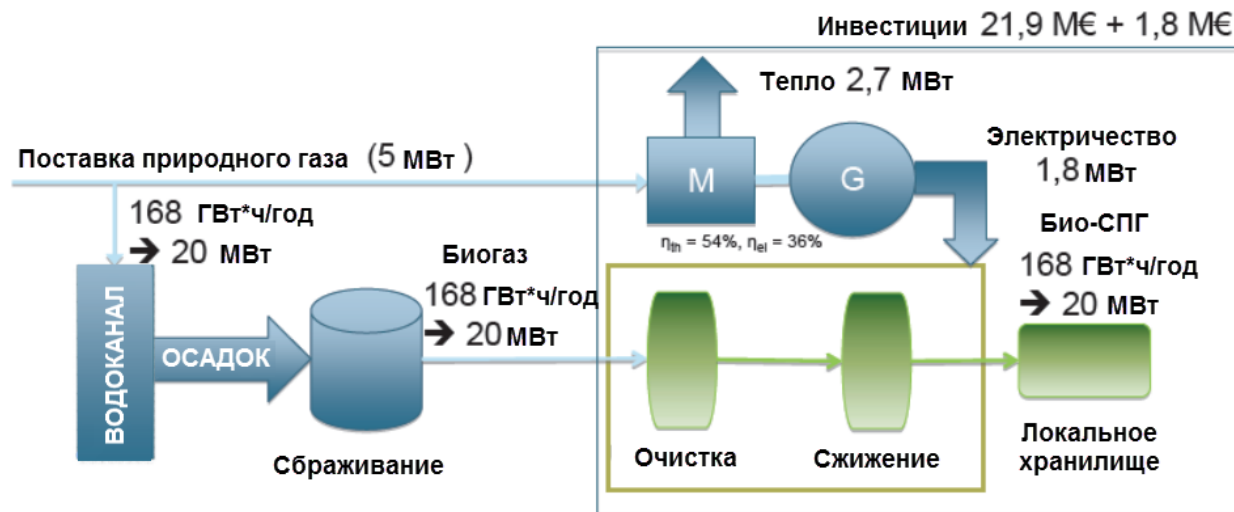 Инвестиции 21,9 М€ + 1,8 М€
Тепло 2,7 МВт
Поставка природного газа (5 МВт)
M
G
Электричество
1,8 МВт
ηth = 54%, ηel = 36%
168 ГВт*ч/год
➔ 20 МВт
Био-СПГ
168 ГВт*ч/год
➔ 20 МВт
Биогаз
168 ГВт*ч/год
➔ 20 МВт
ВОДОКАНАЛ
ОСАДОК
Сбраживание
Очистка
Сжижение
Локальное
хранилище